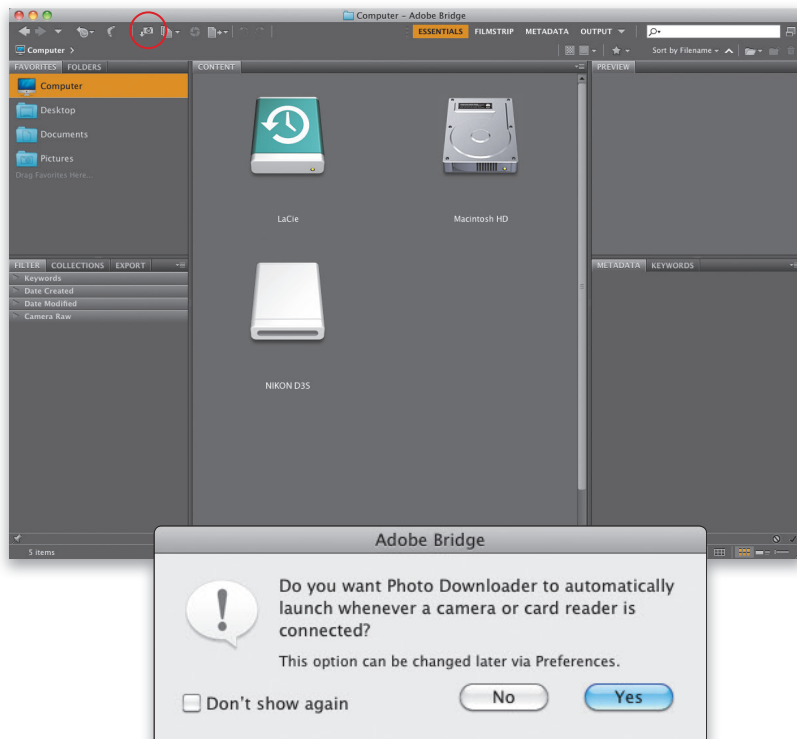 Computer – Adobe Bridge
ESSENTIALS FILMSTRIP METADATA OUTPUT
Computer >
Sort by Filename
FAVORITES FOLDERS
CONTENT
PREVIEW
Computer
Desktop
Documents
Pictures
Drag Favorites Here...
LaCie
Macintosh HD
FILTER COLLECTIONS EXPORT
METADATA KEYWORDS
Keywords
Date Created
Date Modified
Camera Raw
NIKON D3S
5 items
Adobe Bridge
Do you want Photo Downloader to automatically
launch whenever a camera or card reader is
connected?
This option can be changed later via Preferences.
Don't show again
No
Yes